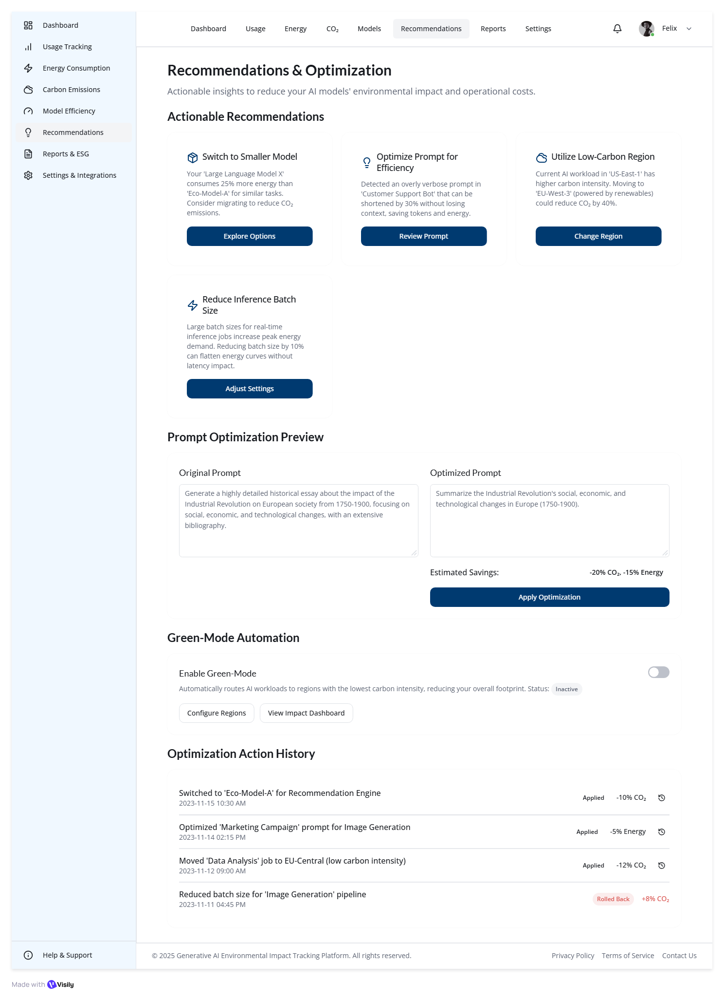 Dashboard
Usage Tracking
Energy Consumption
Carbon Emissions
Model Efficiency
Recommendations
Reports & ESG
Settings & Integrations
Help & Support
Dashboard Usage Energy CO₂ Models Recommendations Reports Settings Felix
Recommendations & Optimization
Actionable insights to reduce your AI models' environmental impact and operational costs.
Actionable Recommendations
Switch to Smaller Model
Your 'Large Language Model X'
consumes 25% more energy than
'Eco-Model-A' for similar tasks.
Consider migrating to reduce CO₂
emissions.
Explore Options
Optimize Prompt for
Efficiency
Detected an overly verbose prompt in
'Customer Support Bot' that can be
shortened by 30% without losing
context, saving tokens and energy.
Review Prompt
Utilize Low-Carbon Region
Current AI workload in 'US-East-1' has
higher carbon intensity. Moving to
'EU-West-3' (powered by renewables)
could reduce CO₂ by 40%.
Change Region
Reduce Inference Batch
Size
Large batch sizes for real-time
inference jobs increase peak energy
demand. Reducing batch size by 10%
can flatten energy curves without
latency impact.
Adjust Settings
Prompt Optimization Preview
Original Prompt
Generate a highly detailed historical essay about the impact of the
Industrial Revolution on European society from 1750-1900, focusing on
social, economic, and technological changes, with an extensive
bibliography.
Optimized Prompt
Summarize the Industrial Revolution's social, economic, and
technological changes in Europe (1750-1900).
Estimated Savings: -20% CO₂, -15% Energy
Apply Optimization
Green-Mode Automation
Enable Green-Mode
Automatically routes AI workloads to regions with the lowest carbon intensity, reducing your overall footprint. Status: Inactive
Configure Regions View Impact Dashboard
Optimization Action History
Switched to 'Eco-Model-A' for Recommendation Engine
2023-11-15 10:30 AM
Applied -10% CO₂
Optimized 'Marketing Campaign' prompt for Image Generation
2023-11-14 02:15 PM
Applied -5% Energy
Moved 'Data Analysis' job to EU-Central (low carbon intensity)
2023-11-12 09:00 AM
Applied -12% CO₂
Reduced batch size for 'Image Generation' pipeline
2023-11-11 04:45 PM
Rolled Back +8% CO₂
© 2025 Generative AI Environmental Impact Tracking Platform. All rights reserved. Privacy Policy Terms of Service Contact Us
Made with Visily